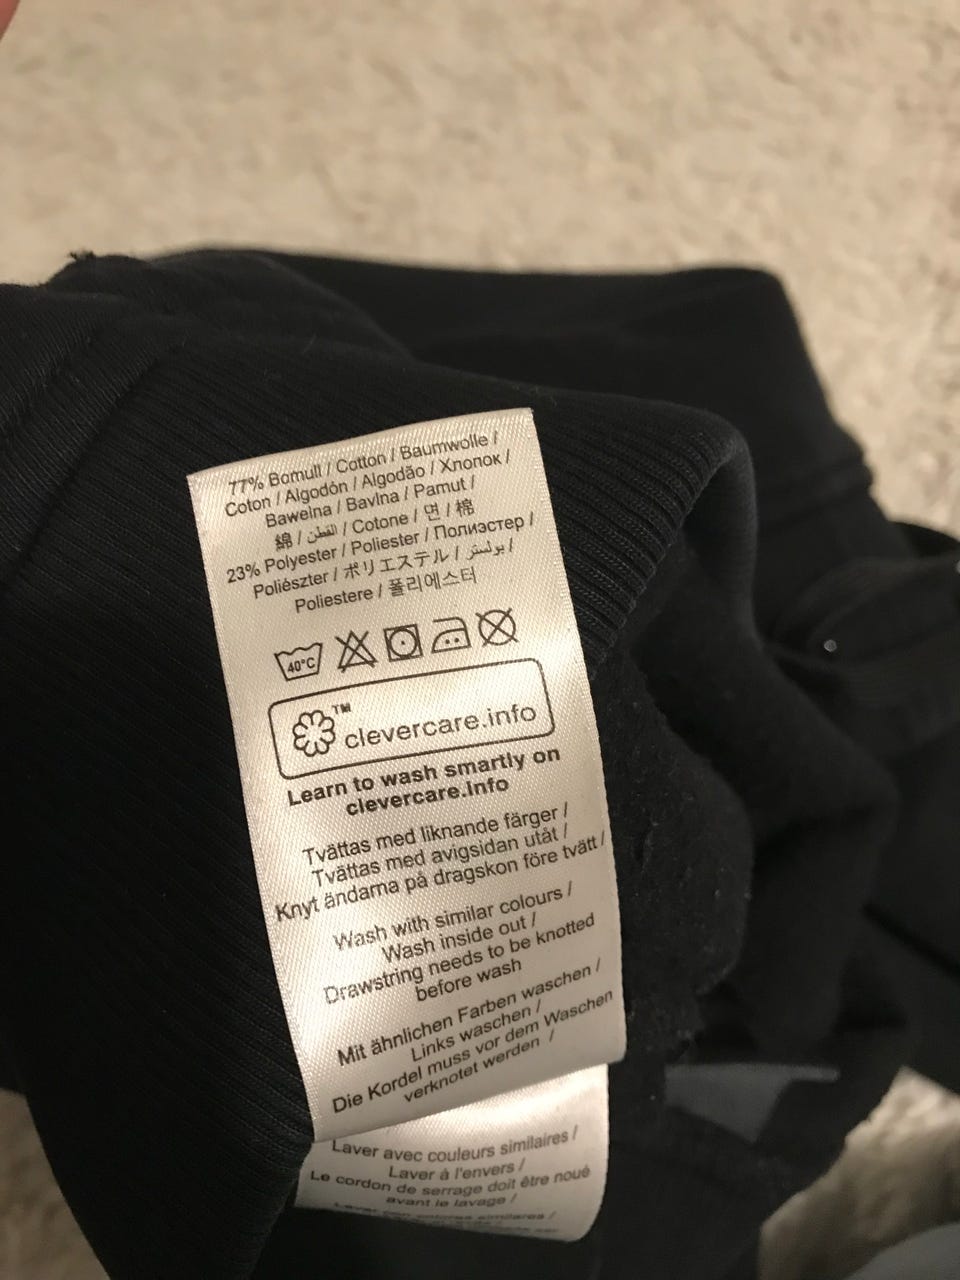 77% Bomull / Cotton / Baumwolle /
Coton / Algodón / Algodão / Хлопок /
Bawełna / Bavlna / Pamut /
綿 / القطن / Cotone / 면 / 棉
23% Polyester / Poliester / Полиэстер /
Poliészter / ポリエステル / بوليستر /
Poliestere / 폴리에스터
40°C
TM
clevercare.info
Learn to wash smartly on
clevercare.info
Tvättas med liknande färger /
Tvättas med avigsidan utåt /
Knyt ändarna på dragskon före tvätt /
Wash with similar colours /
Wash inside out /
Drawstring needs to be knotted
before wash
Mit ähnlichen Farben waschen /
Links waschen /
Die Kordel muss vor dem Waschen
verknotet werden /
Laver avec couleurs similaires /
Laver à l'envers /
Le cordon de serrage doit être noué
avant le lavage /
similares /